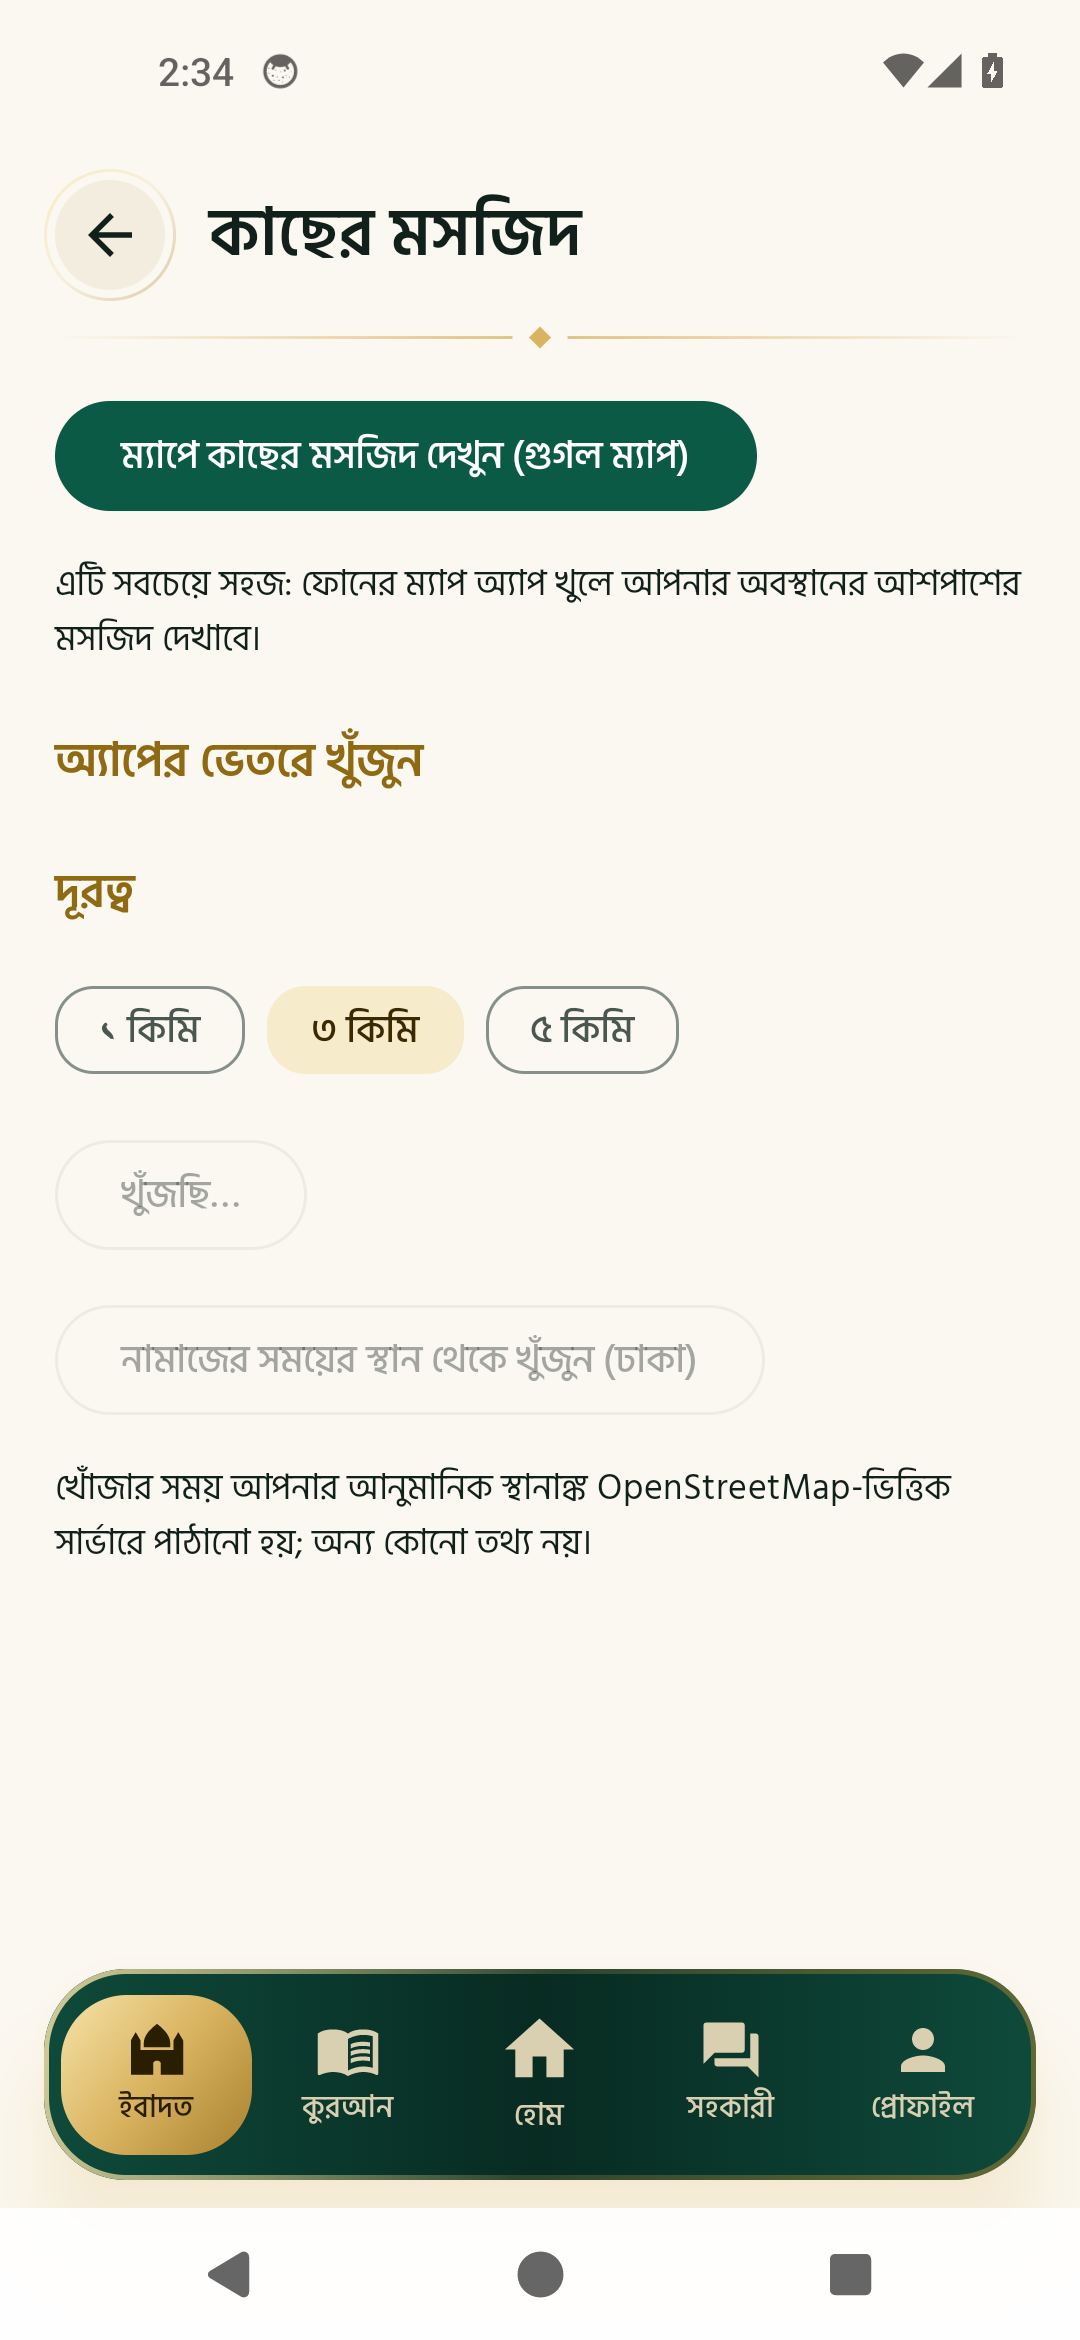 2:34
কাছের মসজিদ
ম্যাপে কাছের মসজিদ দেখুন (গুগল ম্যাপ)
এটি সবচেয়ে সহজ: ফোনের ম্যাপ অ্যাপ খুলে আপনার অবস্থানের আশপাশের
মসজিদ দেখাবে।
অ্যাপের ভেতরে খুঁজুন
দূরত্ব
১ কিমি
৩ কিমি
৫ কিমি
খুঁজছি...
নামাজের সময়ের স্থান থেকে খুঁজুন (ঢাকা)
খোঁজার সময় আপনার আনুমানিক স্থানাঙ্ক OpenStreetMap-ভিত্তিক
সার্ভারে পাঠানো হয়; অন্য কোনো তথ্য নয়।
ইবাদত
কুরআন
হোম
সহকারী
প্রোফাইল